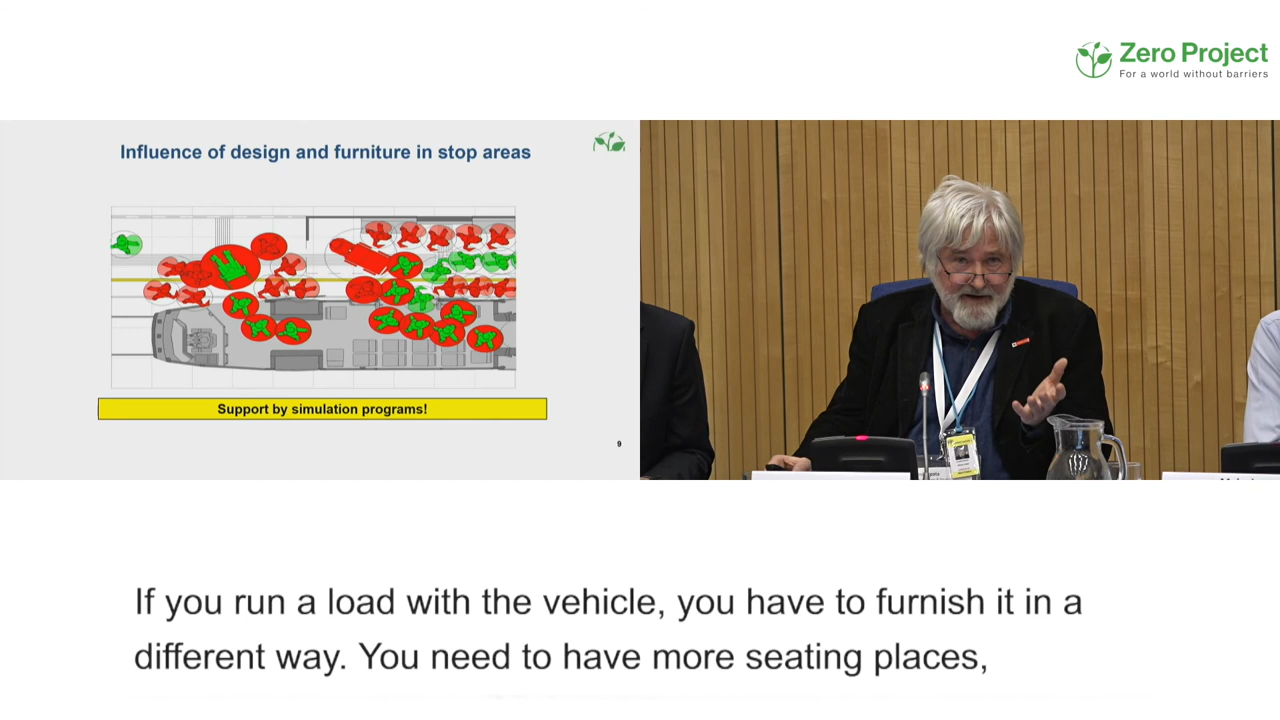 Zero Project
For a world without barriers
Influence of design and furniture in stop areas
Support by simulation programs!
9
If you run a load with the vehicle, you have to furnish it in a
different way. You need to have more seating places,